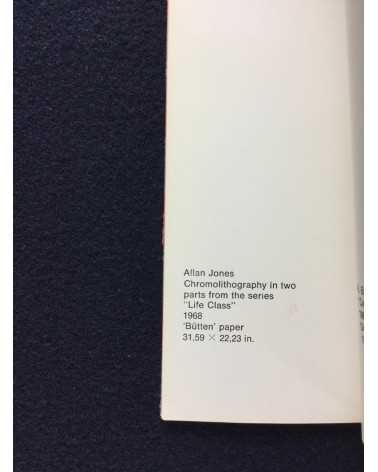 Allan Jones
Chromolithography in two
parts from the series
"Life Class"
1968
'Bütten' paper
31,59 × 22,23 in.